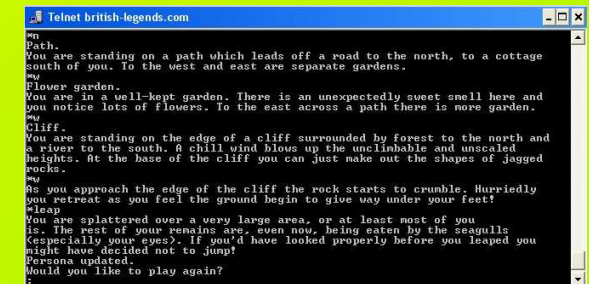 Telnet british-legends.com
*n
Path.
You are standing on a path which leads off a road to the north, to a cottage
south of you. To the west and east are separate gardens.
*w
Flower garden.
You are in a well-kept garden. There is an unexpectedly sweet smell here and
you notice lots of flowers. To the east across a path there is more garden.
*w
Cliff.
You are standing on the edge of a cliff surrounded by forest to the north and
a river to the south. A chill wind blows up the unclimbable and unscaled
heights. At the base of the cliff you can just make out the shapes of jagged
rocks.
*w
As you approach the edge of the cliff the rock starts to crumble. Hurriedly
you retreat as you feel the ground begin to give way under your feet!
*leap
You are splattered over a very large area, or at least most of you
is. The rest of your remains are, even now, being eaten by the seagulls
(especially your eyes). If you'd have looked properly before you leaped you
might have decided not to jump!
Persona updated.
Would you like to play again?
: